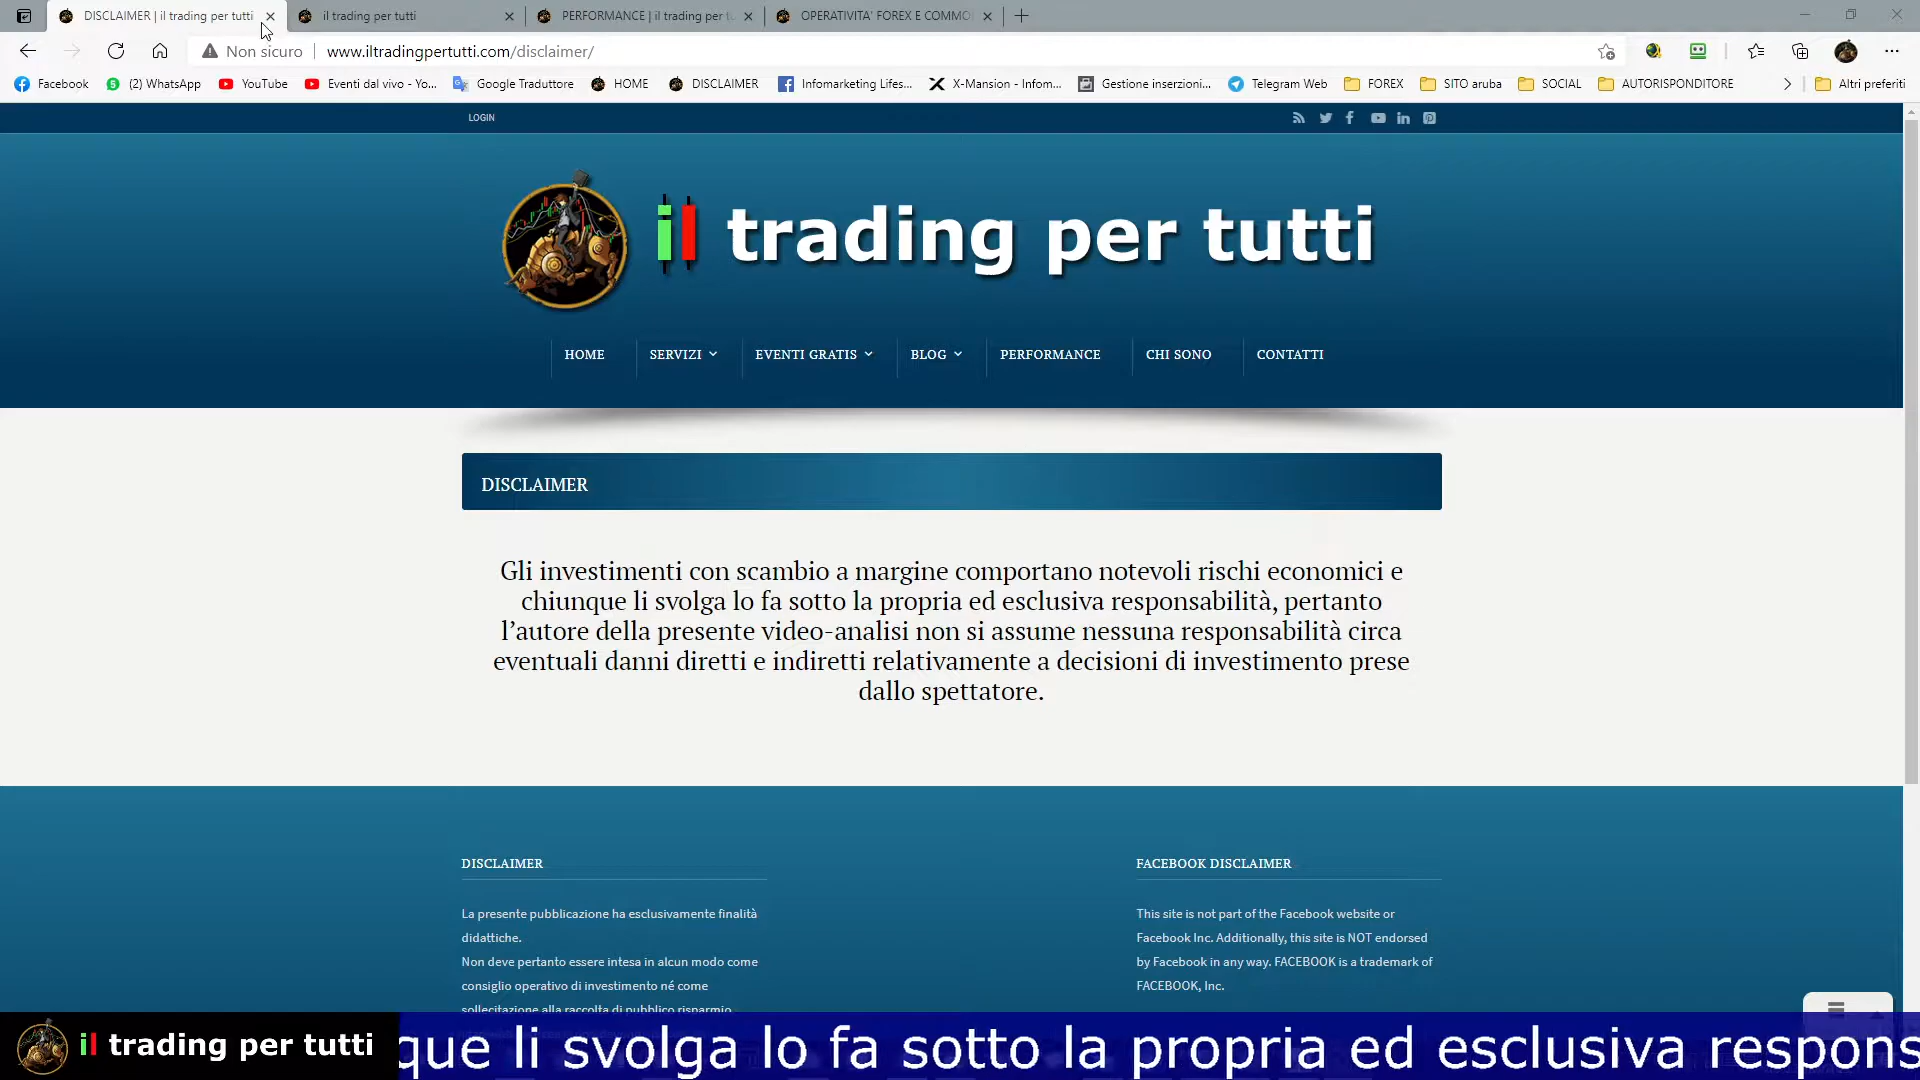 DISCLAIMER | il trading per tutti
il trading per tutti
PERFORMANCE | il trading per tu
OPERATIVITA' FOREX E COMMO
Non sicuro
www.iltradingpertutti.com/disclaimer/
Facebook
(2) WhatsApp
YouTube
Eventi dal vivo - Yo...
Google Traduttore
HOME
DISCLAIMER
Infomarketing Lifes...
X-Mansion - Infom...
Gestione inserzioni...
Telegram Web
FOREX
SITO aruba
SOCIAL
AUTORISPONDITORE
Altri preferiti
LOGIN
il trading per tutti
HOME
SERVIZI
EVENTI GRATIS
BLOG
PERFORMANCE
CHI SONO
CONTATTI
DISCLAIMER
Gli investimenti con scambio a margine comportano notevoli rischi economici e
chiunque li svolga lo fa sotto la propria ed esclusiva responsabilità, pertanto
l’autore della presente video-analisi non si assume nessuna responsabilità circa
eventuali danni diretti e indiretti relativamente a decisioni di investimento prese
dallo spettatore.
DISCLAIMER
La presente pubblicazione ha esclusivamente finalità
didattiche.
Non deve pertanto essere intesa in alcun modo come
consiglio operativo di investimento né come
sollecitazione alla raccolta di pubblico risparmio
FACEBOOK DISCLAIMER
This site is not part of the Facebook website or
Facebook Inc. Additionally, this site is NOT endorsed
by Facebook in any way. FACEBOOK is a trademark of
FACEBOOK, Inc.
il trading per tutti
que li svolga lo fa sotto la propria ed esclusiva respons